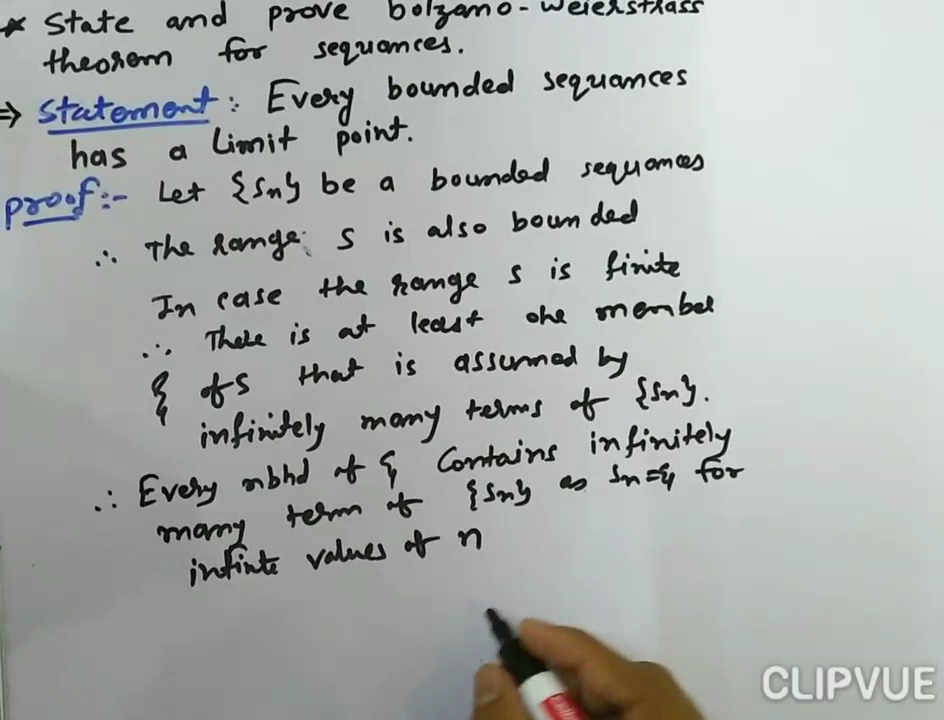 * State and prove bolzano-weierstrass
theorem for sequances.
⇒ Statement: Every bounded sequances
has a Limit point.
proof:- Let {Sn} be a bounded sequances
∴ The range S is also bounded
In case the range S is finite
∴ There is at least one member
ξ of S that is assumed by
infinitely many terms of {Sn}.
∴ Every nbhd of ξ Contains infinitely
many term of {Sn} as Sn=ξ for
infinite values of n
CLIPVUE